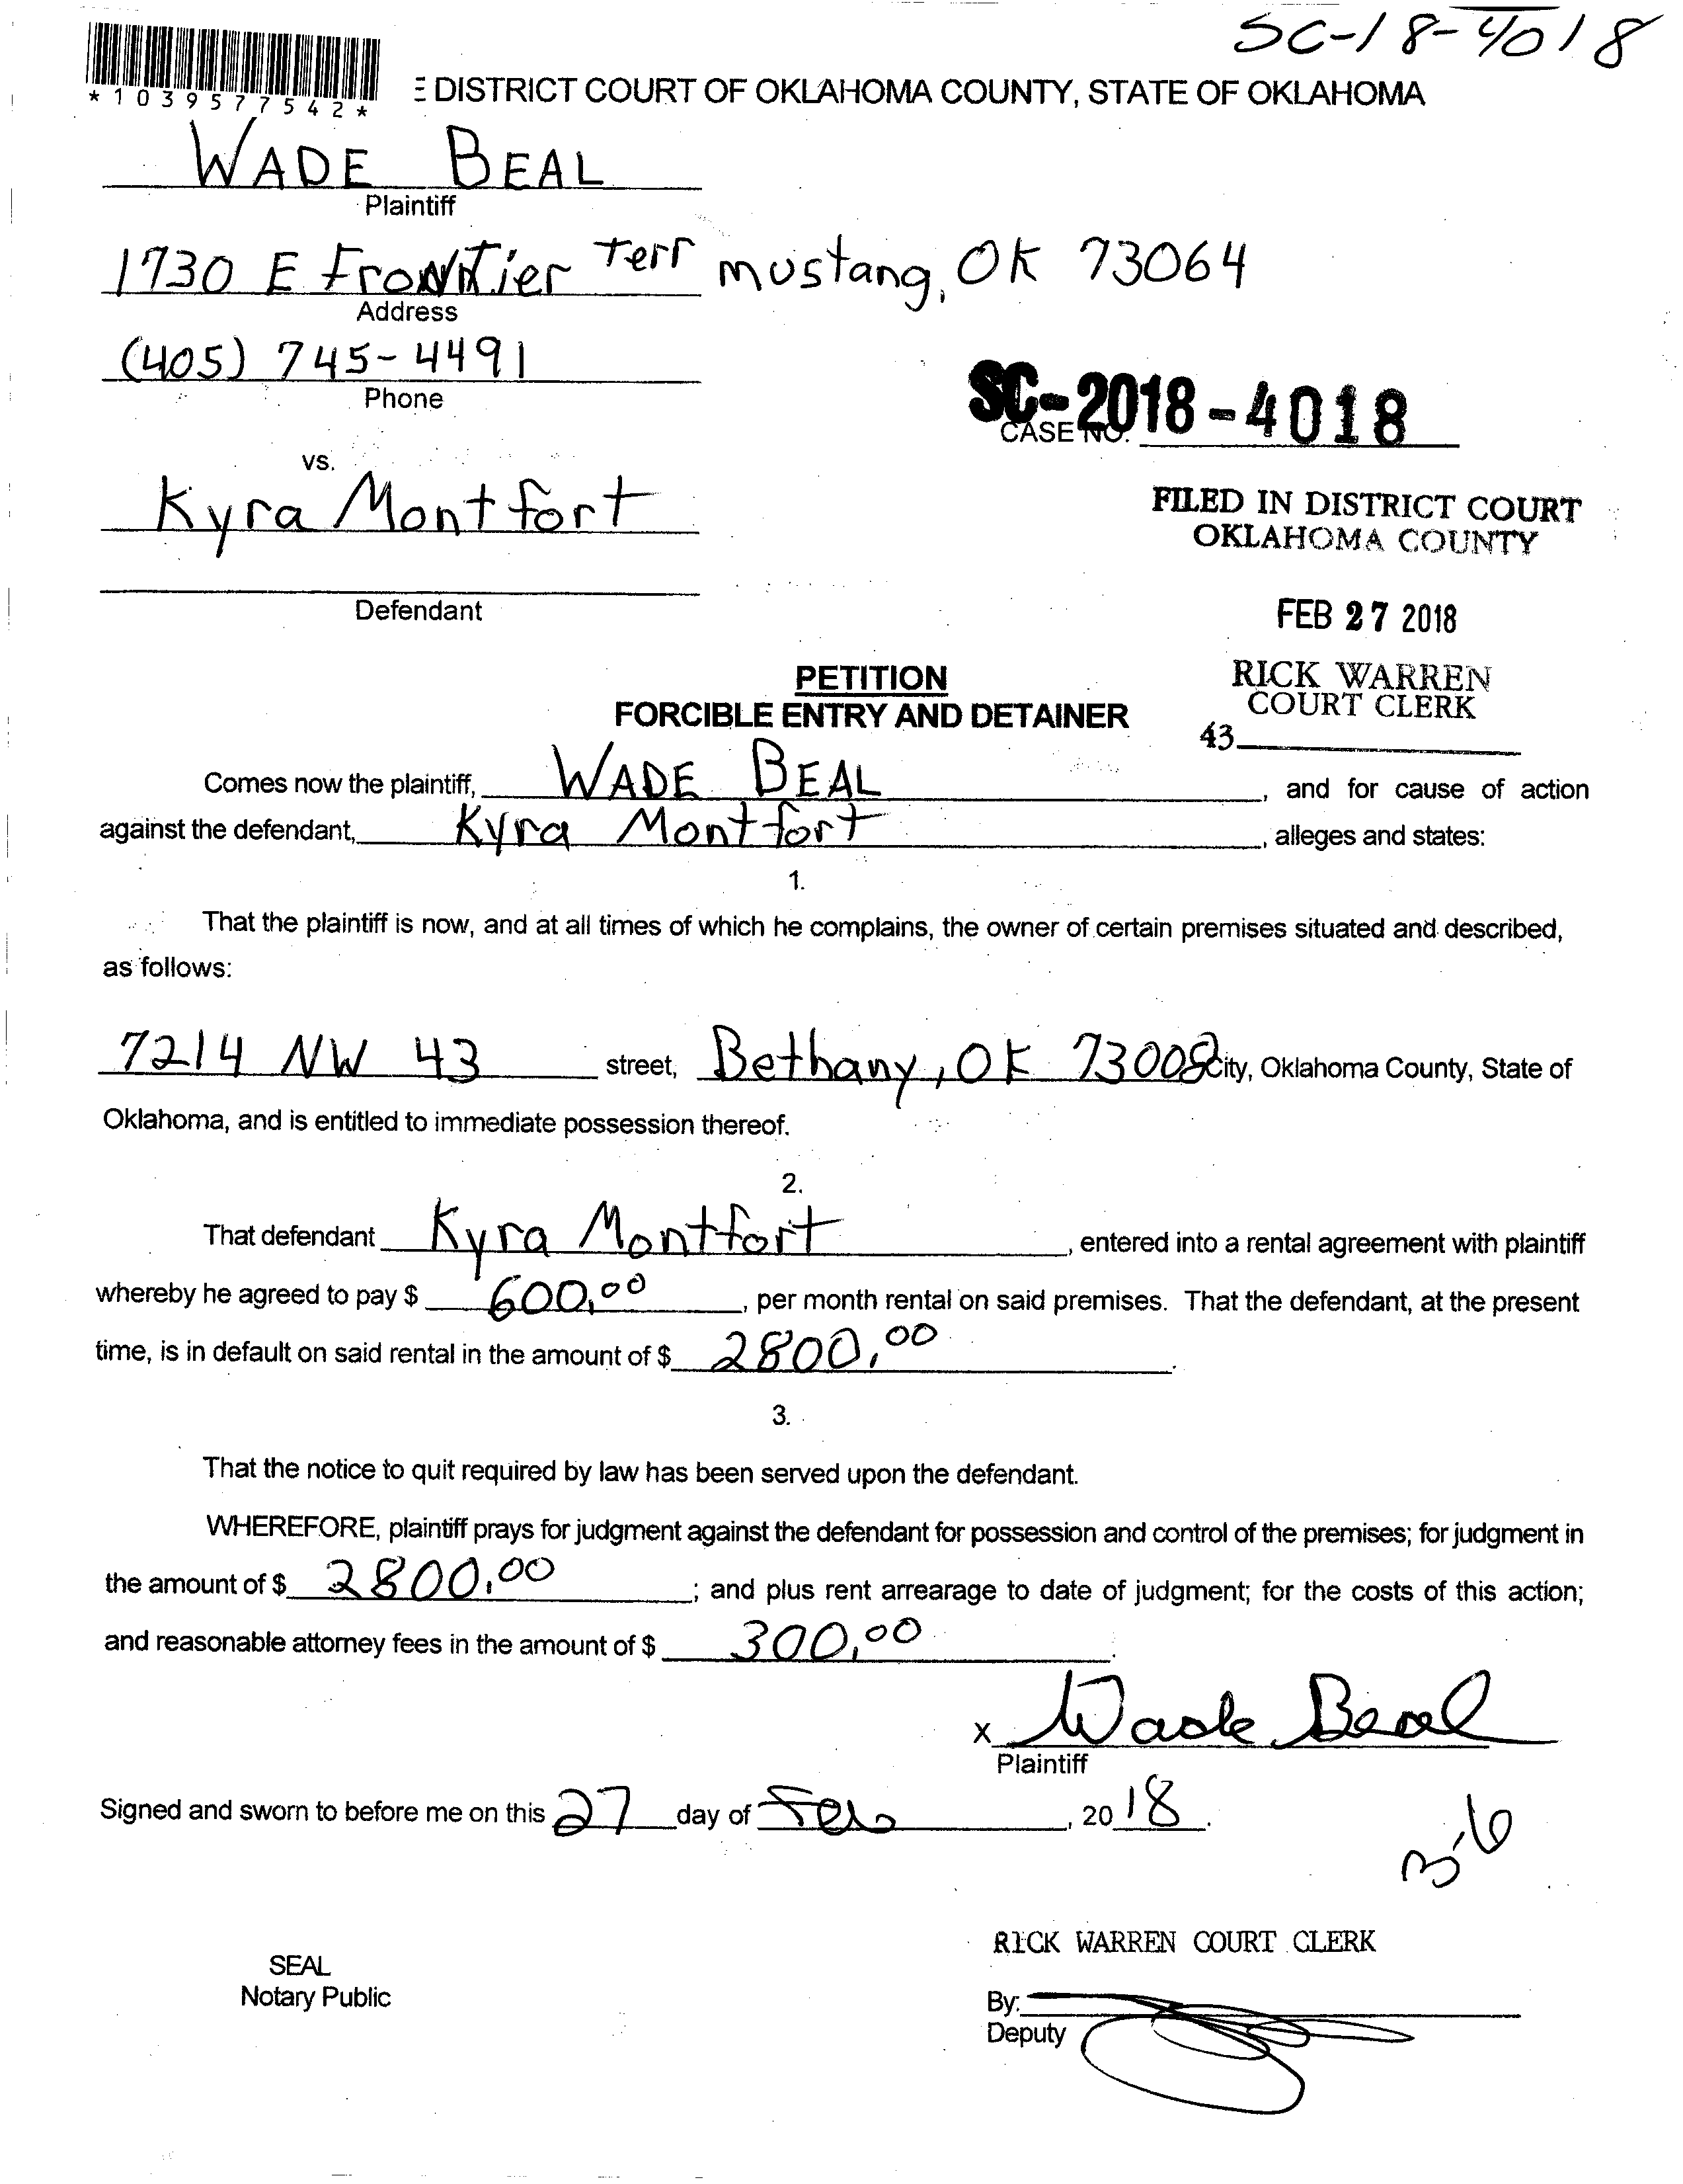 SC-18-4018
*1039577542*
DISTRICT COURT OF OKLAHOMA COUNTY, STATE OF OKLAHOMA
WADE BEAL
Plaintiff
1730 E Frontier Terr mustang, OK 73064
Address
(405) 745-4491
Phone
SC-2018-4018
CASE NO.
vs.
Kyra Montfort
FILED IN DISTRICT COURT
OKLAHOMA COUNTY
Defendant
FEB 27 2018
PETITION
FORCIBLE ENTRY AND DETAINER
RICK WARREN
COURT CLERK
43
Comes now the plaintiff, WADE BEAL, and for cause of action
against the defendant, Kyra Montfort, alleges and states:
1.
That the plaintiff is now, and at all times of which he complains, the owner of certain premises situated and described,
as follows:
7214 NW 43 street, Bethany, OK 73008 City, Oklahoma County, State of
Oklahoma, and is entitled to immediate possession thereof.
2.
That defendant Kyra Montfort, entered into a rental agreement with plaintiff
whereby he agreed to pay $ 600.00, per month rental on said premises. That the defendant, at the present
time, is in default on said rental in the amount of $ 2800.00.
3.
That the notice to quit required by law has been served upon the defendant.
WHEREFORE, plaintiff prays for judgment against the defendant for possession and control of the premises; for judgment in
the amount of $ 2800.00; and plus rent arrearage to date of judgment; for the costs of this action;
and reasonable attorney fees in the amount of $ 300.00.
X Wade Beal
Plaintiff
Signed and sworn to before me on this 27 day of Feb, 2018.
3-6
RICK WARREN COURT CLERK
SEAL
Notary Public
By:
Deputy